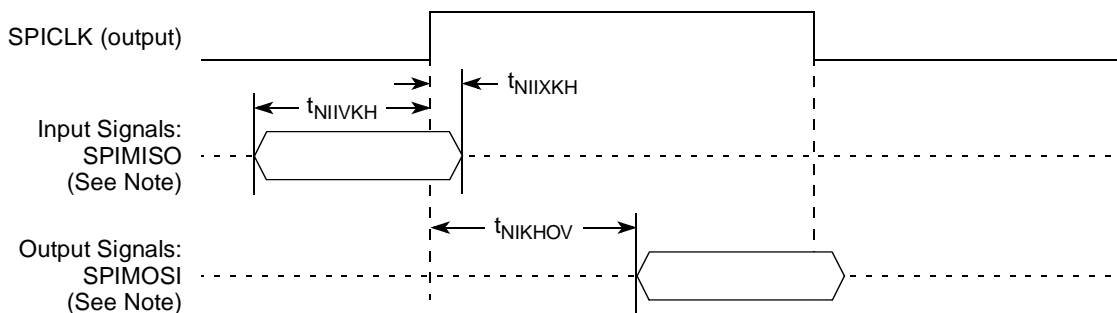 SPICLK (output)
tNIIXKH
tNIIVKH
Input Signals:
SPIMISO
(See Note)
tNIKHOV
Output Signals:
SPIMOSI
(See Note)